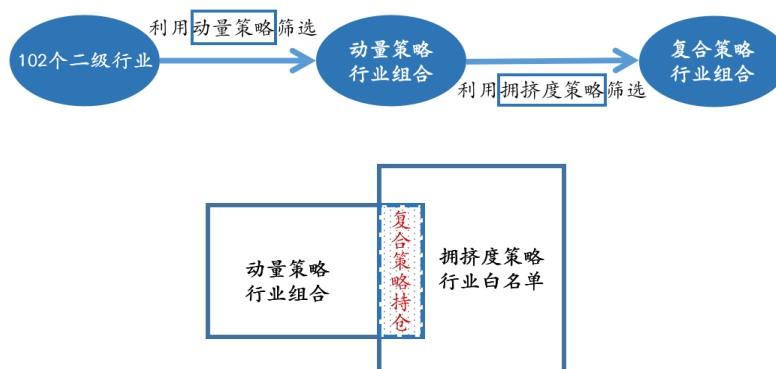 利用动量策略筛选
102个二级行业
动量策略
行业组合
利用拥挤度策略筛选
复合策略
行业组合
动量策略
行业组合
复合策略持仓
拥挤度策略
行业白名单